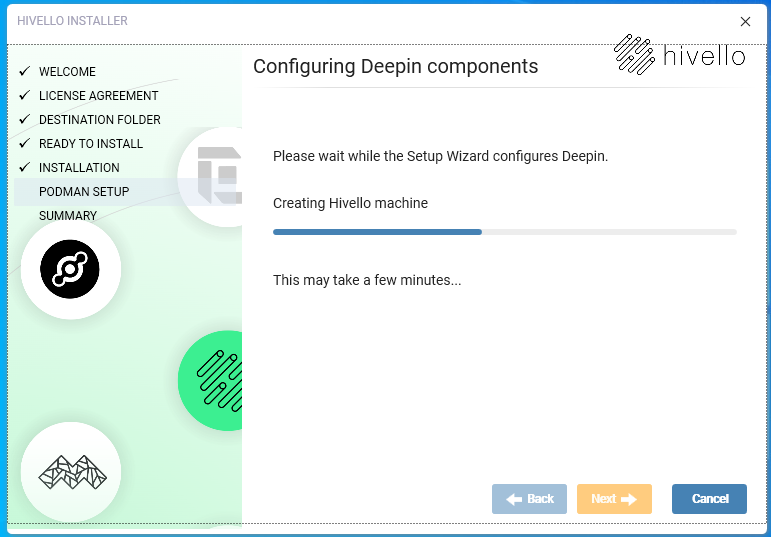 HIVELLO INSTALLER
hivello
Configuring Deepin components
WELCOME
LICENSE AGREEMENT
DESTINATION FOLDER
READY TO INSTALL
INSTALLATION
PODMAN SETUP
SUMMARY
Please wait while the Setup Wizard configures Deepin.
Creating Hivello machine
This may take a few minutes...
Back
Next
Cancel